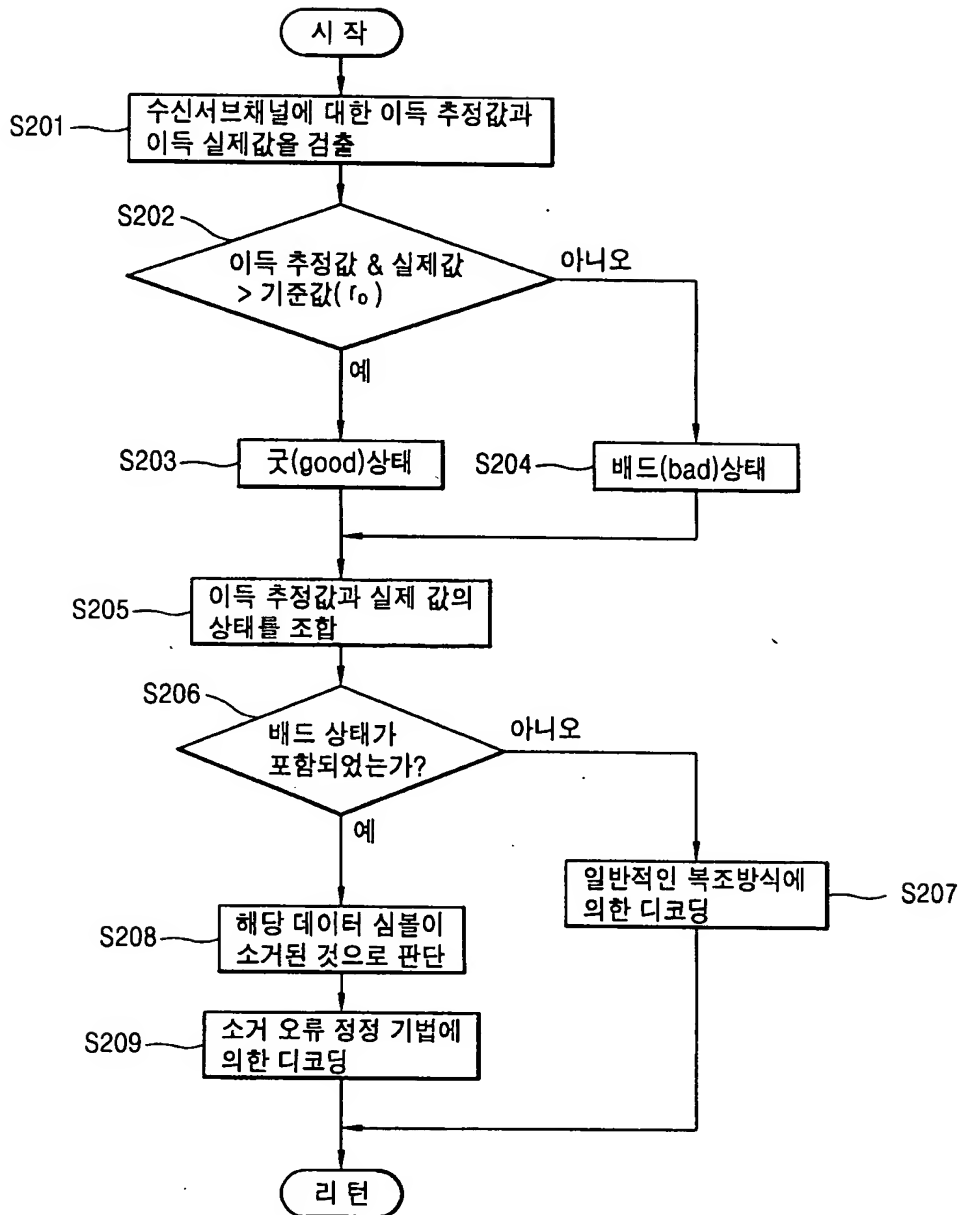 시 작
S201
수신서브채널에 대한 이득 추정값과
이득 실제값을 검출
S202
이득 추정값 & 실제값
> 기준값( r₀ )
아니오
예
S203
굿(good)상태
S204
배드(bad)상태
S205
이득 추정값과 실제 값의
상태를 조합
S206
배드 상태가
포함되었는가?
아니오
예
일반적인 복조방식에
의한 디코딩
S207
S208
해당 데이터 심볼이
소거된 것으로 판단
S209
소거 오류 정정 기법에
의한 디코딩
리 턴